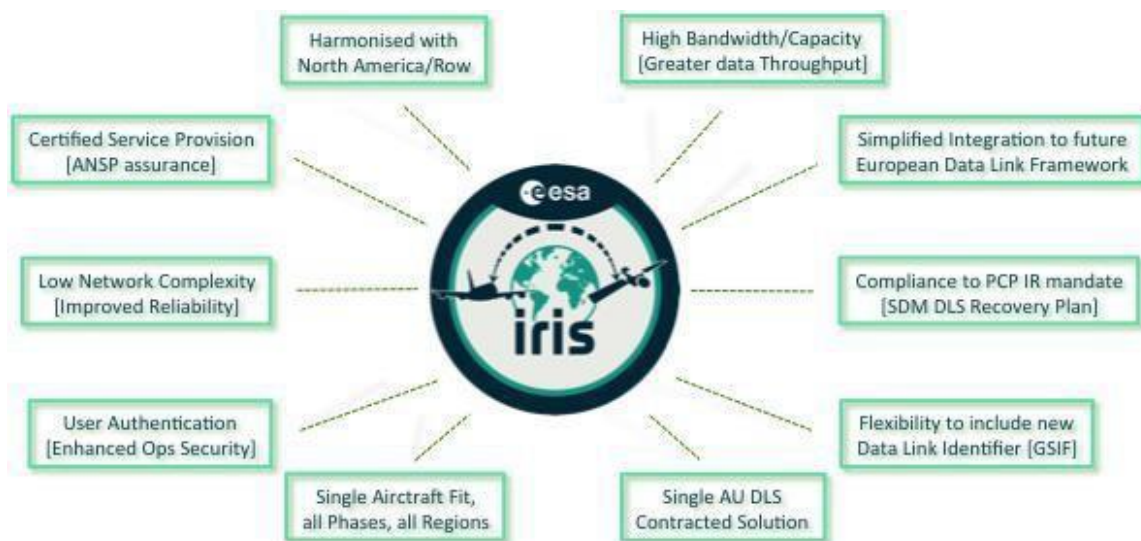 Harmonised with
North America/Row
High Bandwidth/Capacity
[Greater data Throughput]
Certified Service Provision
[ANSP assurance]
Simplified Integration to future
European Data Link Framework
esa
iris
Low Network Complexity
[Improved Reliability]
Compliance to PCP IR mandate
[SDM DLS Recovery Plan]
User Authentication
[Enhanced Ops Security]
Flexibility to include new
Data Link Identifier [GSIF]
Single Airctraft Fit,
all Phases, all Regions
Single AU DLS
Contracted Solution